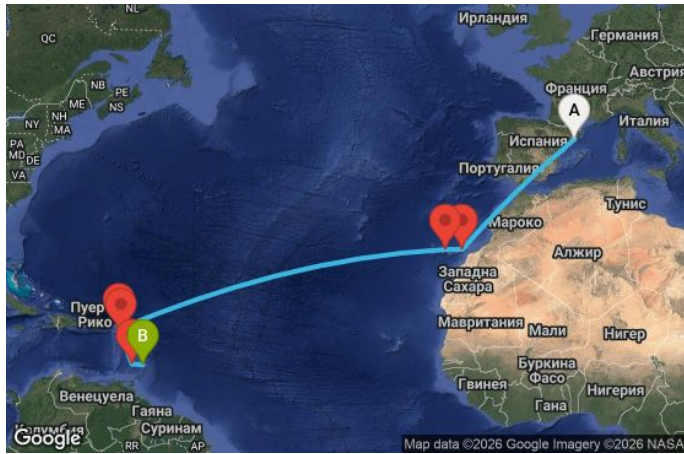 NL
Ирландия
QC
Германия
NB
PE
Австрия
ME
NS
Франция
NH
NY
MA
A
Италия
PA
Испания
MD
DE
VA
Португалия
Тунис
Мароко
Алжир
Западна
Сахара
Пуерто
Рико
B
Мавритания
Мали
Нигер
Буркина
Фасо
Гвинея
Венецуела
Нигерия
Гаяна
Гана
Суринам
RR
AP
Google
Map data ©2026 Google Imagery ©2026 NASA